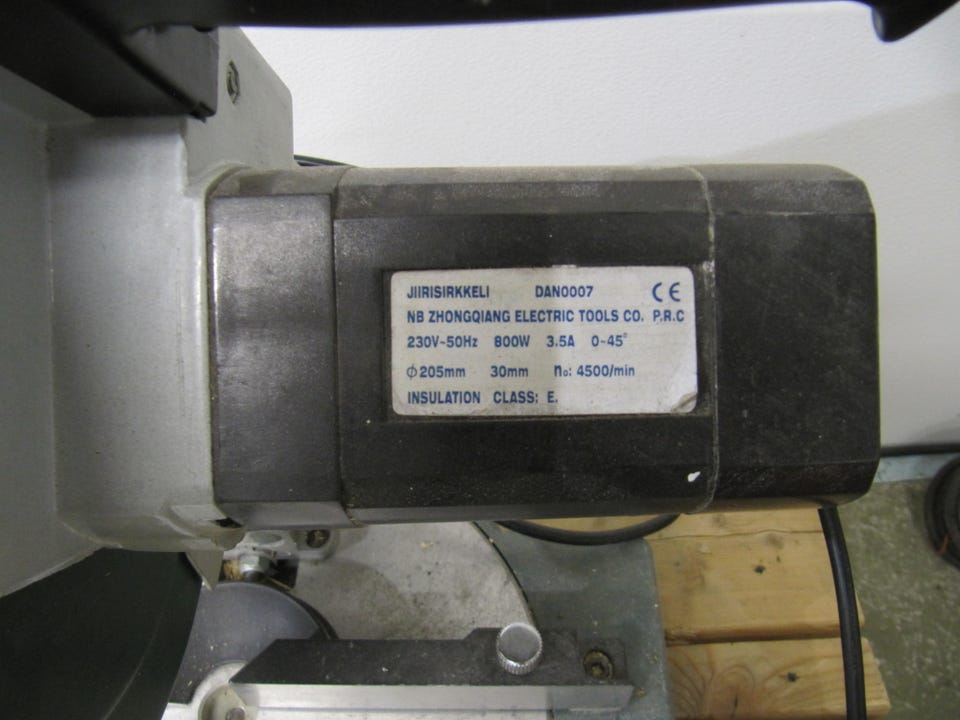 JIIRISIRKKELI DAN0007 CE
NB ZHONGQIANG ELECTRIC TOOLS CO. P.R.C
230V~50Hz 800W 3.5A 0~45°
ϕ205mm 30mm no: 4500/min
INSULATION CLASS: E.